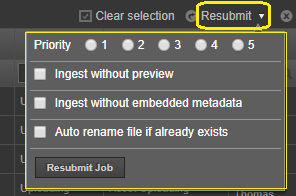 Clear selection Resubmit
Priority 1 2 3 4 5
Ingest without preview
Ingest without embedded metadata
Auto rename file if already exists
Resubmit Job
Thomas